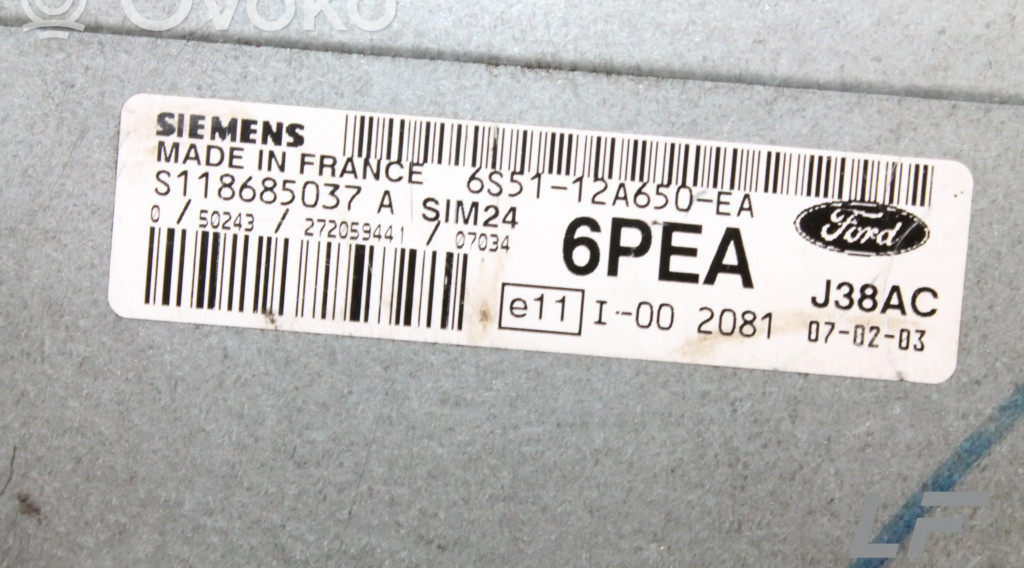 ovoko
SIEMENS
MADE IN FRANCE 6S51-12A650-EA
S118685037 A SIM24
0 / 50243 / 272059441 / 07034
6PEA
Ford
J38AC
e11 I-00 2081 07-02-03
LF